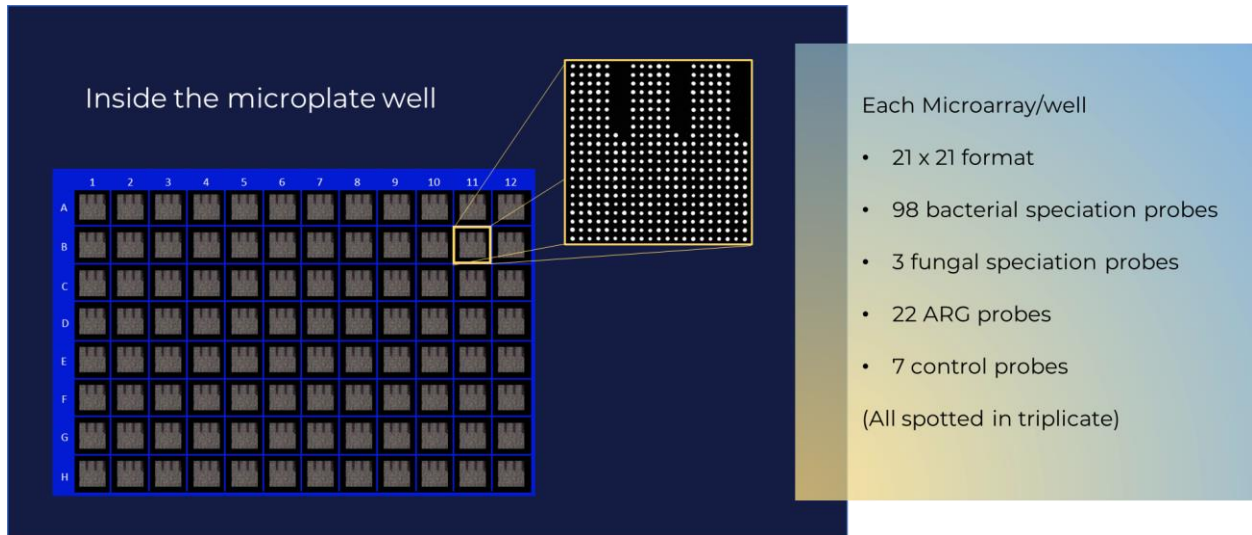 Inside the microplate well
1 2 3 4 5 6 7 8 9 10 11 12
A
B
C
D
E
F
G
H
Each Microarray/well
• 21 x 21 format
• 98 bacterial speciation probes
• 3 fungal speciation probes
• 22 ARG probes
• 7 control probes
(All spotted in triplicate)